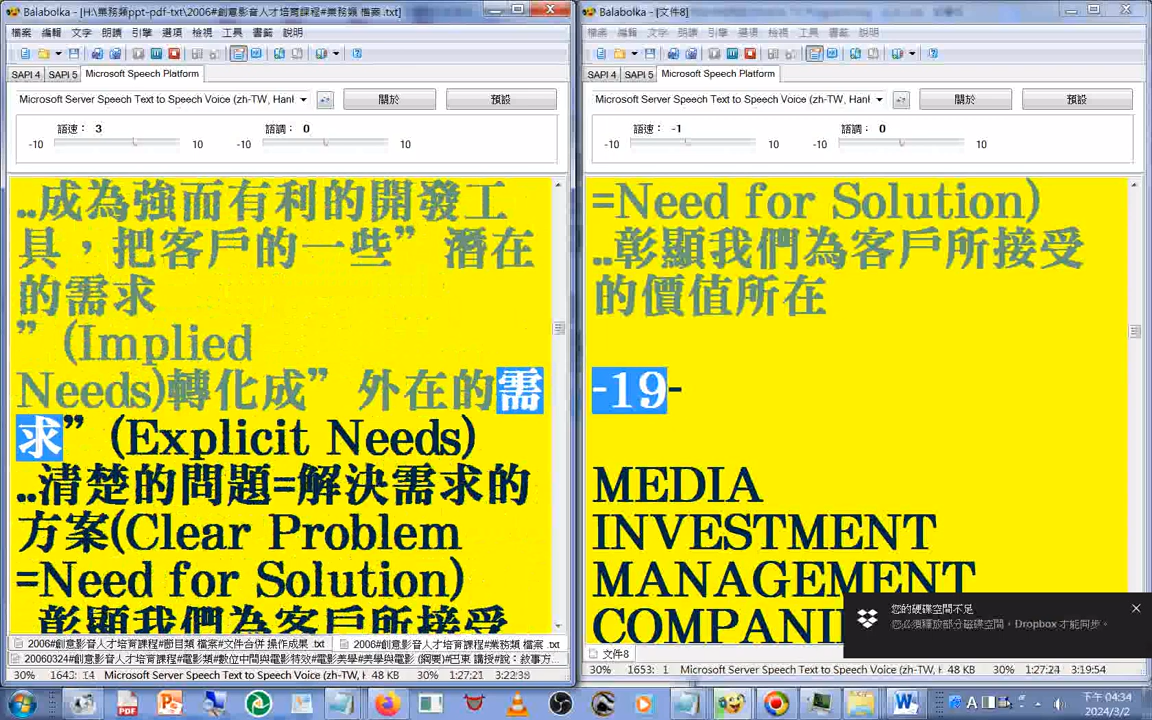 Balabolka - [H:\業務類ppt-pdf-txt\2006#創意影音人才培育課程#業務類 檔案 .txt]
檔案 編輯 文字 朗讀 引擎 選項 檢視 工具 書籤 說明
SAPI 4 SAPI 5 Microsoft Speech Platform
Microsoft Server Speech Text to Speech Voice (zh-TW, Hanl
關於 預設
語速: 3 語調: 0
-10 10 -10 10
..成為強而有利的開發工
具，把客戶的一些”潛在
的需求
”(Implied
Needs)轉化成”外在的需
求”(Explicit Needs)
..清楚的問題=解決需求的
方案(Clear Problem
=Need for Solution)
..彰顯我們為客戶所接受
2006#創意影音人才培育課程#節目類 檔案#文件合併 操作成果 .txt 2006#創意影音人才培育課程#業務類 檔案 .txt
20060324#創意影音人才培育課程#電影類#數位中間與電影特效#電影美學#美學與電影 (綱要)#巴東 講授#說：敘事方...
30% 1642: 14 Microsoft Server Speech Text to Speech Voice (zh-TW, H 48 KB 1:27:21 3:22:38
Balabolka - [文件8]
檔案 編輯 文字 朗讀 引擎 選項 檢視 工具 書籤 說明
SAPI 4 SAPI 5 Microsoft Speech Platform
Microsoft Server Speech Text to Speech Voice (zh-TW, Hanl
關於 預設
語速: -1 語調: 0
-10 10 -10 10
=Need for Solution)
..彰顯我們為客戶所接受
的價值所在
-19-
MEDIA
INVESTMENT
MANAGEMENT
COMPANI
您的硬碟空間不足
您必須釋放部分磁碟空間，Dropbox 才能同步。
文件8
30% 1653: 1 Microsoft Server Speech Text to Speech Voice (zh-TW, H 48 KB 1:27:24 3:19:54
PDF
A
下午 04:34
2024/3/2